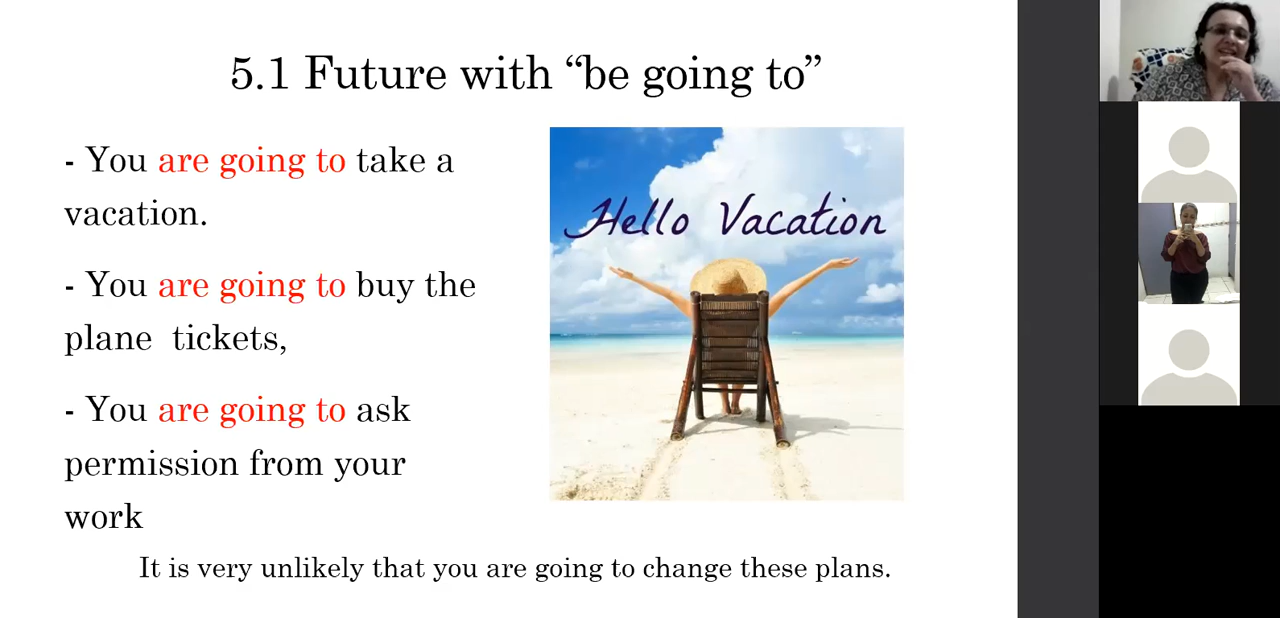 5.1 Future with “be going to”
- You are going to take a
vacation.
- You are going to buy the
plane  tickets,
- You are going to ask
permission from your
work
Hello Vacation
It is very unlikely that you are going to change these plans.